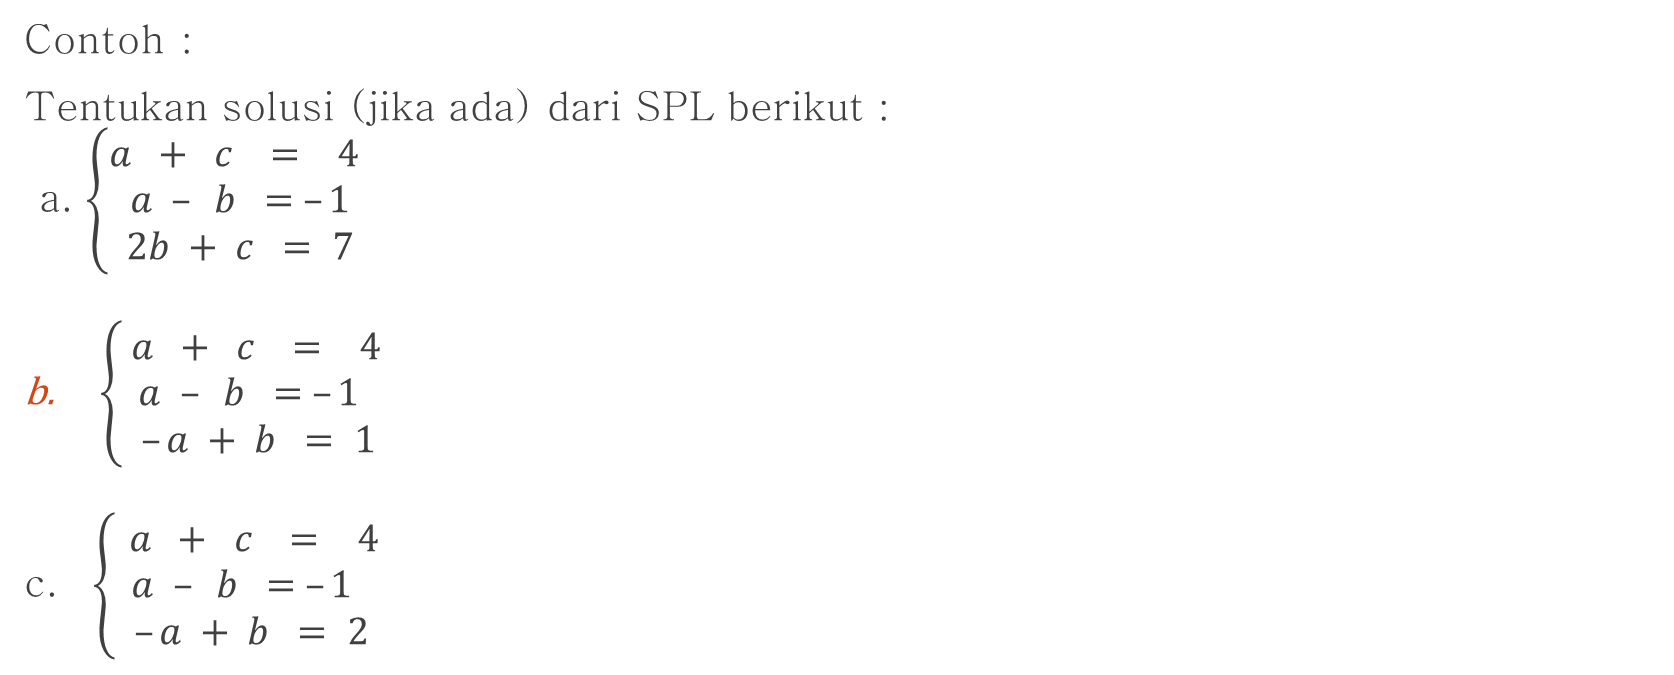 Contoh :
Tentukan solusi (jika ada) dari SPL berikut :
a. { a + c = 4
a – b = –1
2b + c = 7
b. { a + c = 4
a – b = –1
–a + b = 1
c. { a + c = 4
a – b = –1
–a + b = 2